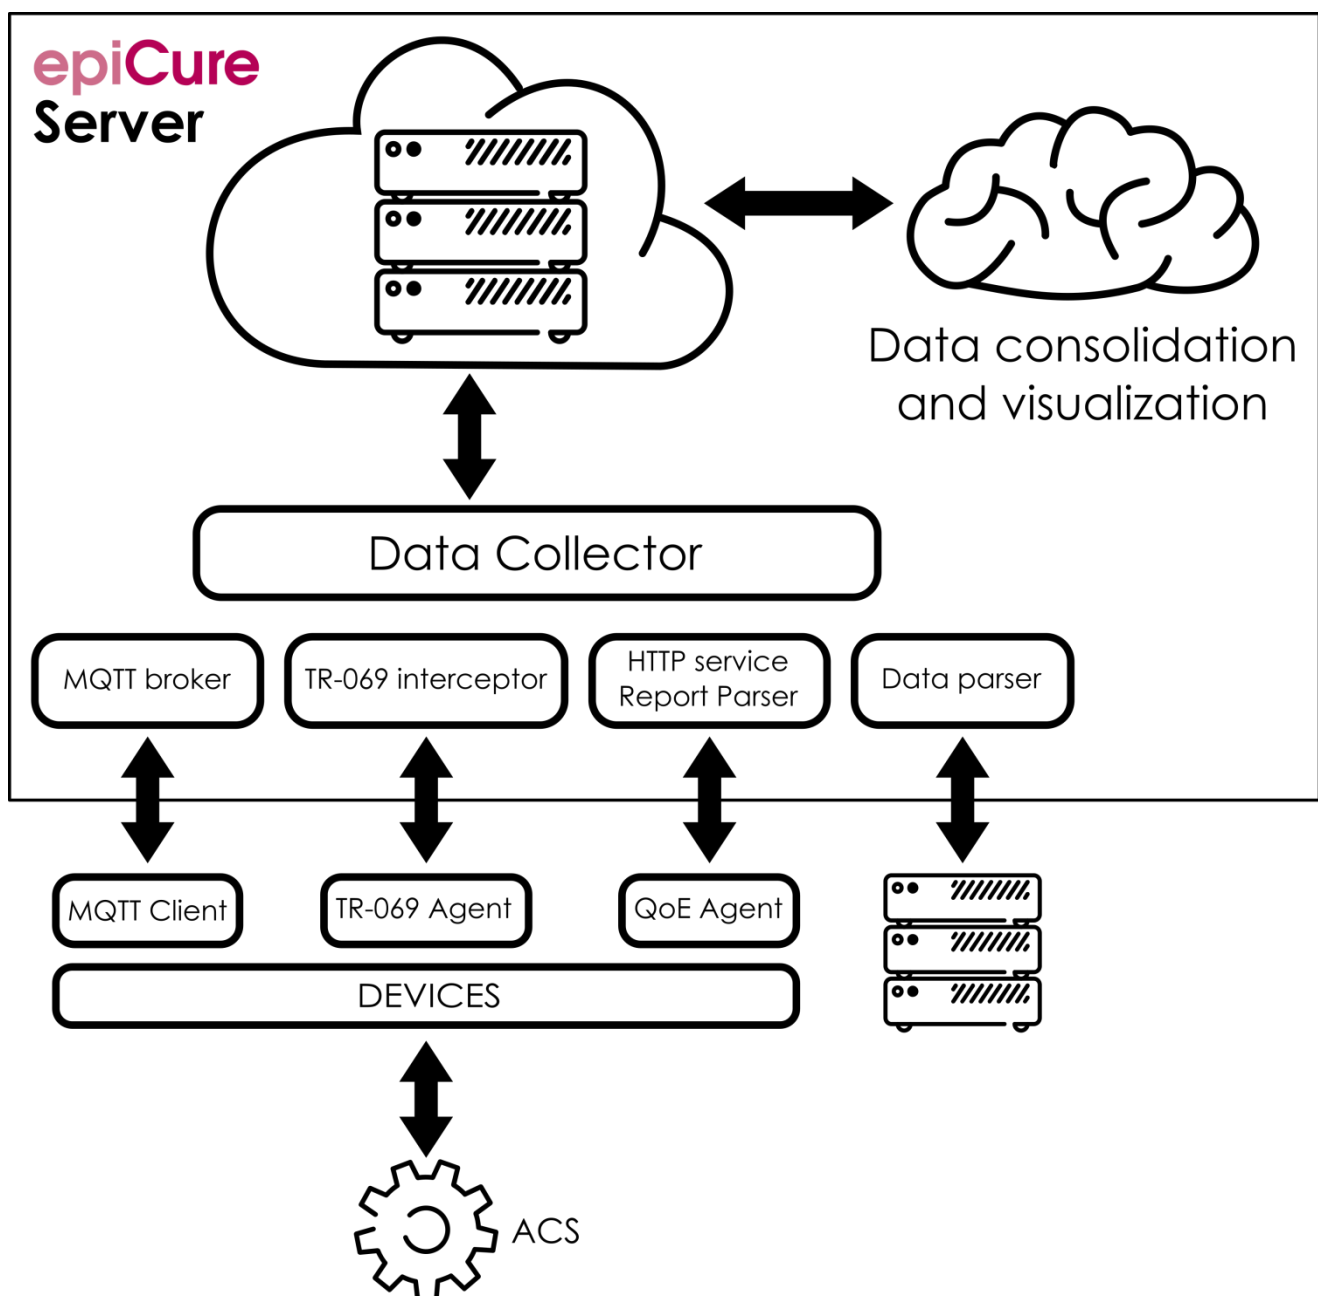 epiCure
Server
Data consolidation
and visualization
Data Collector
MQTT broker
TR-069 interceptor
HTTP service
Report Parser
Data parser
MQTT Client
TR-069 Agent
QoE Agent
DEVICES
ACS